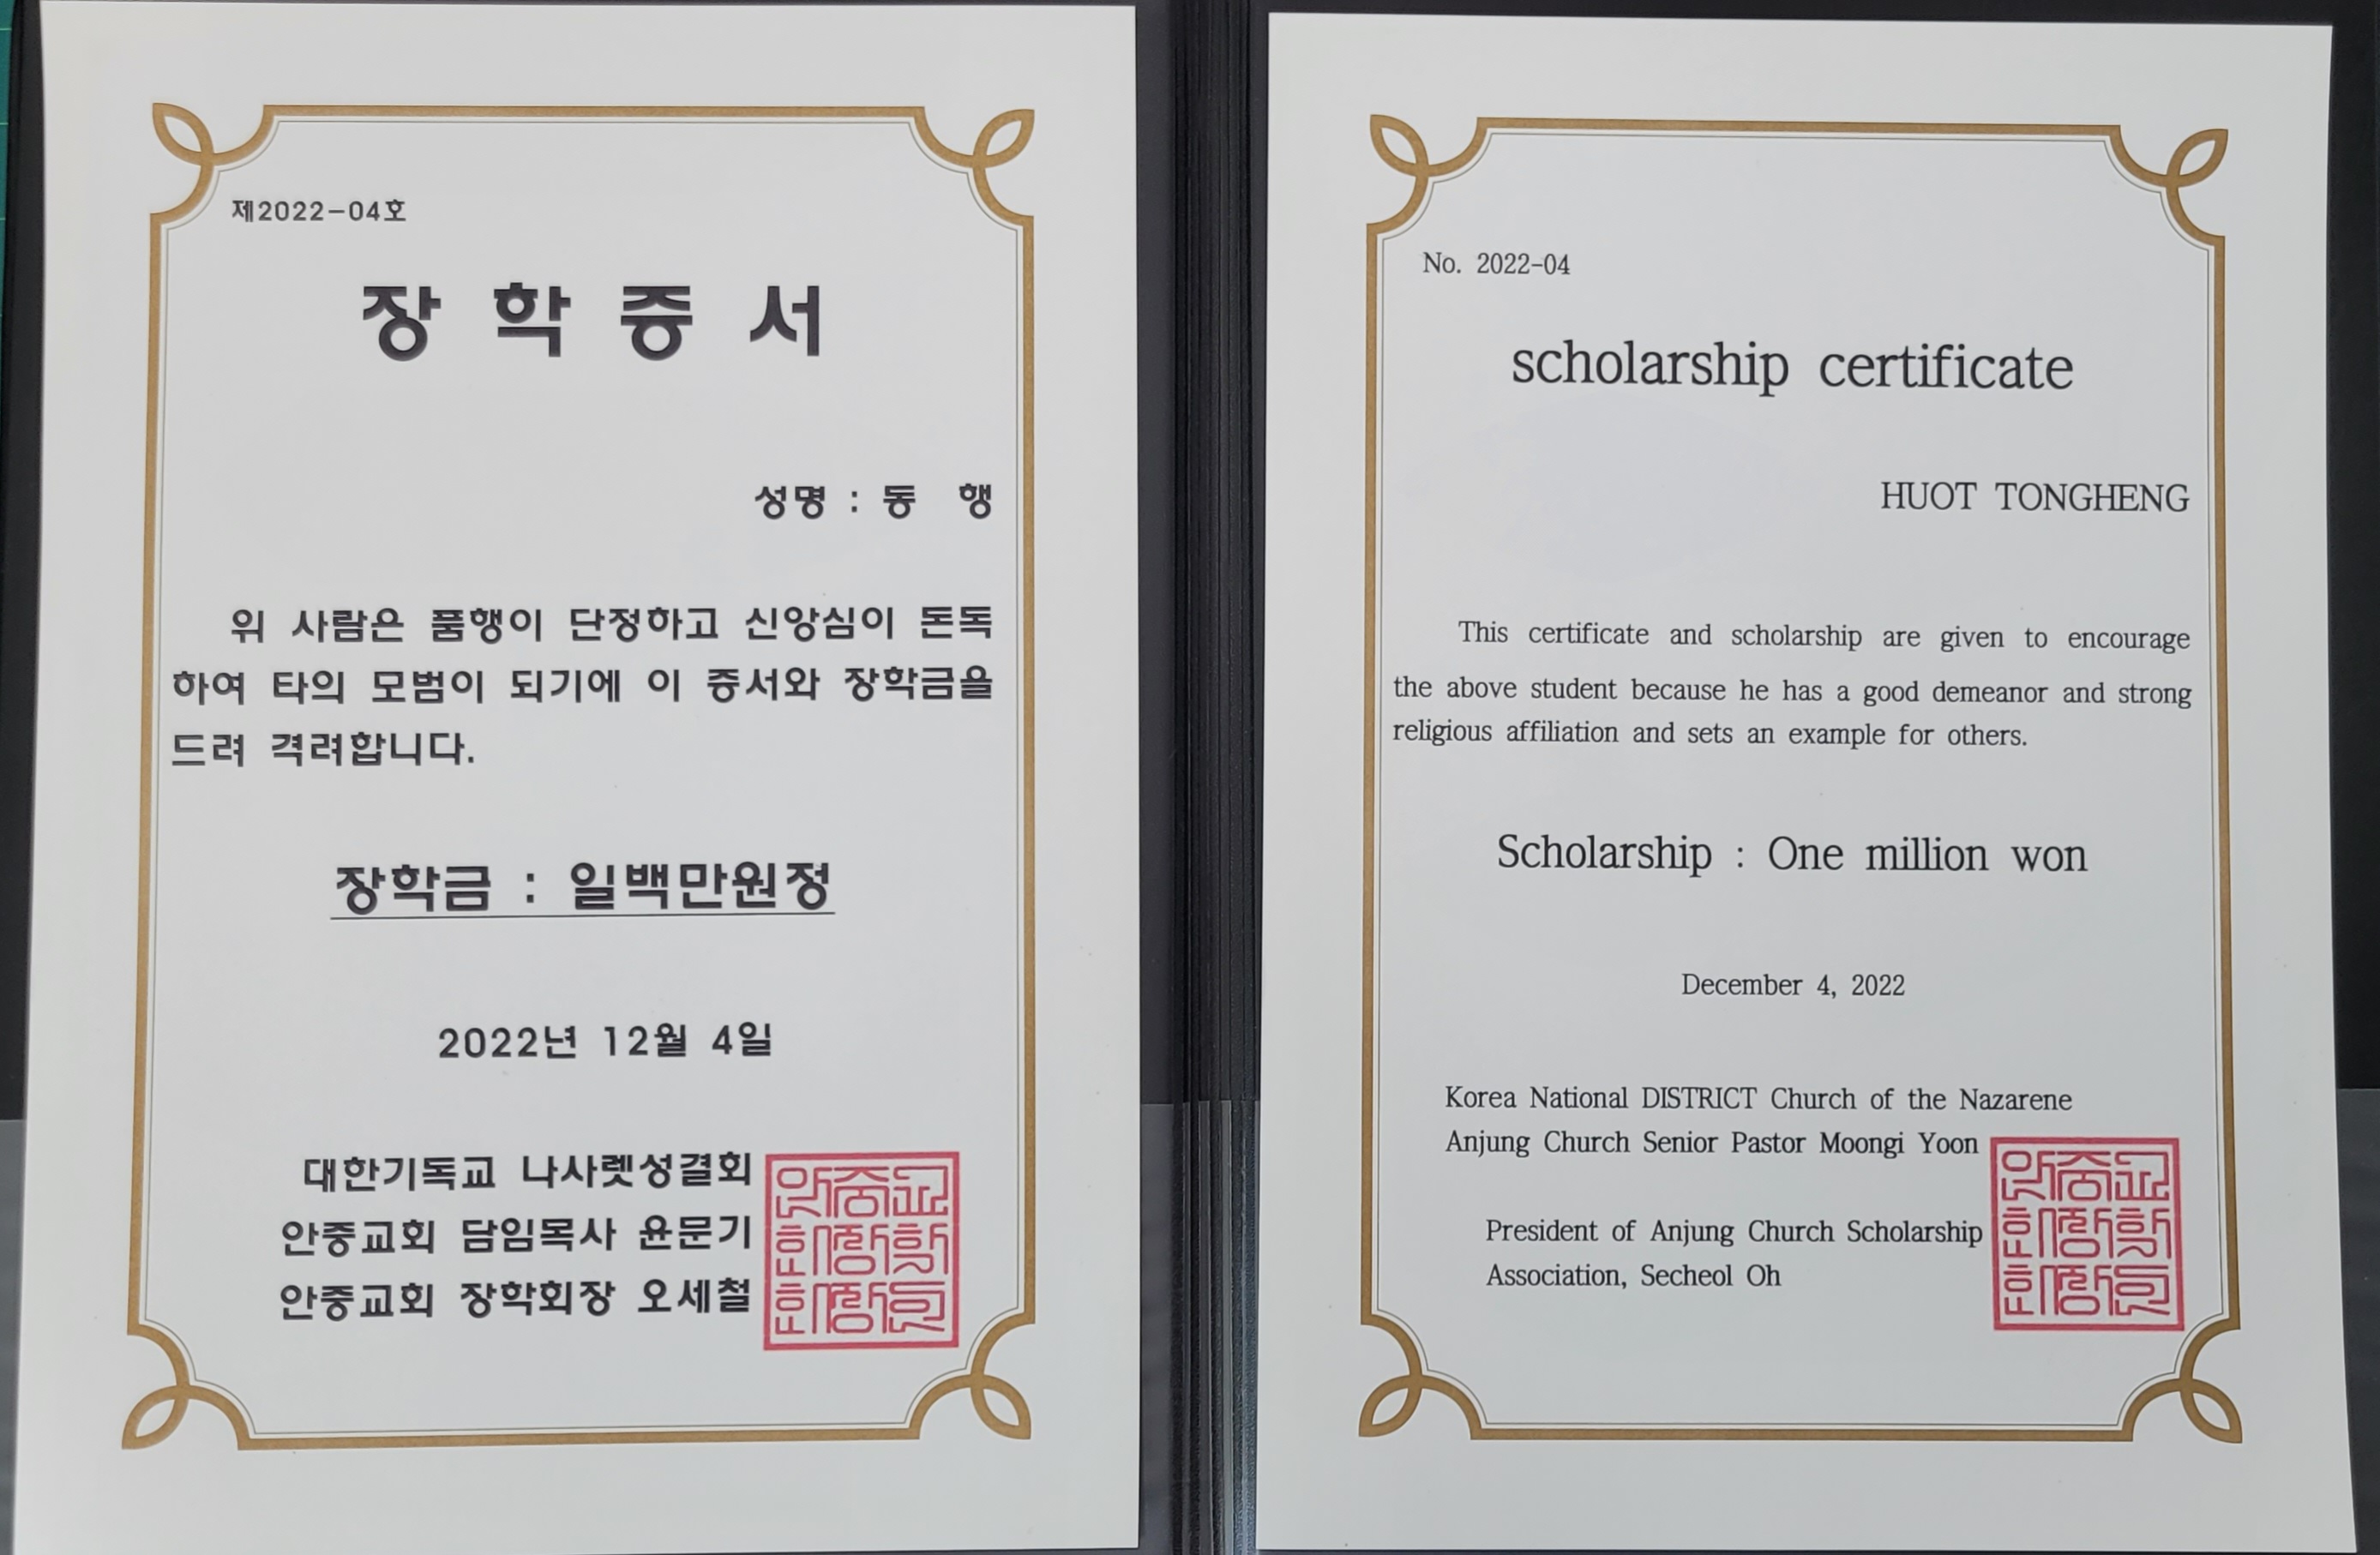 제2022-04호
장 학 증 서
성명 : 동 행
위 사람은 품행이 단정하고 신앙심이 돈독
하여 타의 모범이 되기에 이 증서와 장학금을
드려 격려합니다.
장학금 : 일백만원정
2022년 12월 4일
대한기독교 나사렛성결회
안중교회 담임목사 윤문기
안중교회 장학회장 오세철
No. 2022-04
scholarship certificate
HUOT TONGHENG
This certificate and scholarship are given to encourage
the above student because he has a good demeanor and strong
religious affiliation and sets an example for others.
Scholarship : One million won
December 4, 2022
Korea National DISTRICT Church of the Nazarene
Anjung Church Senior Pastor Moongi Yoon
President of Anjung Church Scholarship
Association, Secheol Oh